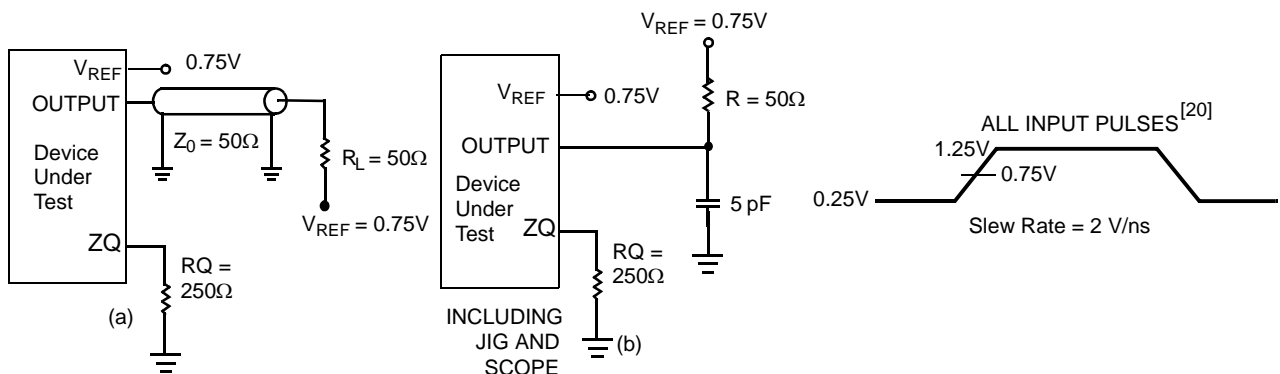 V_REF
0.75V
OUTPUT
Z_0 = 50Ω
Device
Under
Test
R_L = 50Ω
V_REF = 0.75V
ZQ
RQ =
250Ω
(a)
V_REF = 0.75V
R = 50Ω
V_REF
0.75V
OUTPUT
Device
Under
Test
5 pF
ZQ
RQ =
250Ω
INCLUDING
JIG AND
SCOPE
(b)
ALL INPUT PULSES[20]
1.25V
0.75V
0.25V
Slew Rate = 2 V/ns